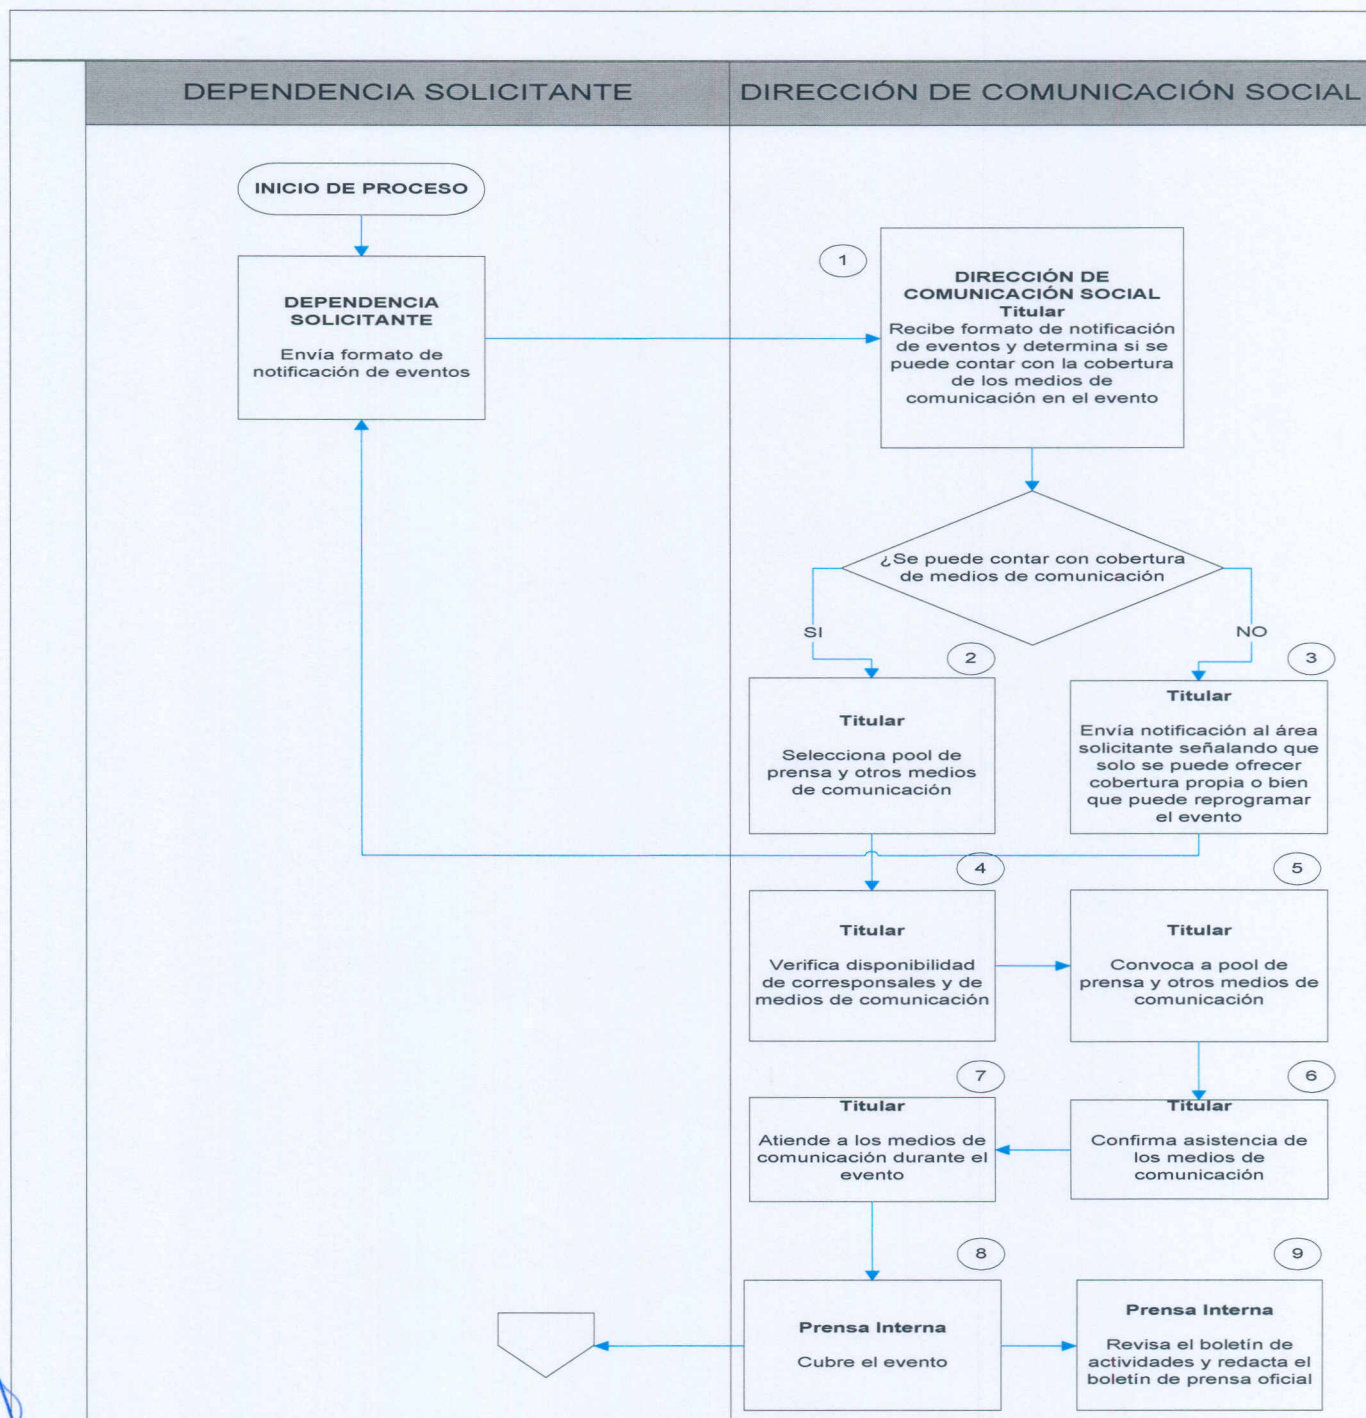 DEPENDENCIA SOLICITANTE
DIRECCIÓN DE COMUNICACIÓN SOCIAL
INICIO DE PROCESO
DEPENDENCIA
SOLICITANTE
Envía formato de
notificación de eventos
1
DIRECCIÓN DE
COMUNICACIÓN SOCIAL
Titular
Recibe formato de notificación
de eventos y determina si se
puede contar con la cobertura
de los medios de
comunicación en el evento
¿Se puede contar con cobertura
de medios de comunicación
SI
NO
2
Titular
Selecciona pool de
prensa y otros medios
de comunicación
3
Titular
Envía notificación al área
solicitante señalando que
solo se puede ofrecer
cobertura propia o bien
que puede reprogramar
el evento
4
Titular
Verifica disponibilidad
de corresponsales y de
medios de comunicación
5
Titular
Convoca a pool de
prensa y otros medios de
comunicación
6
Titular
Confirma asistencia de
los medios de
comunicación
7
Titular
Atiende a los medios de
comunicación durante el
evento
8
Prensa Interna
Cubre el evento
9
Prensa Interna
Revisa el boletín de
actividades y redacta el
boletín de prensa oficial